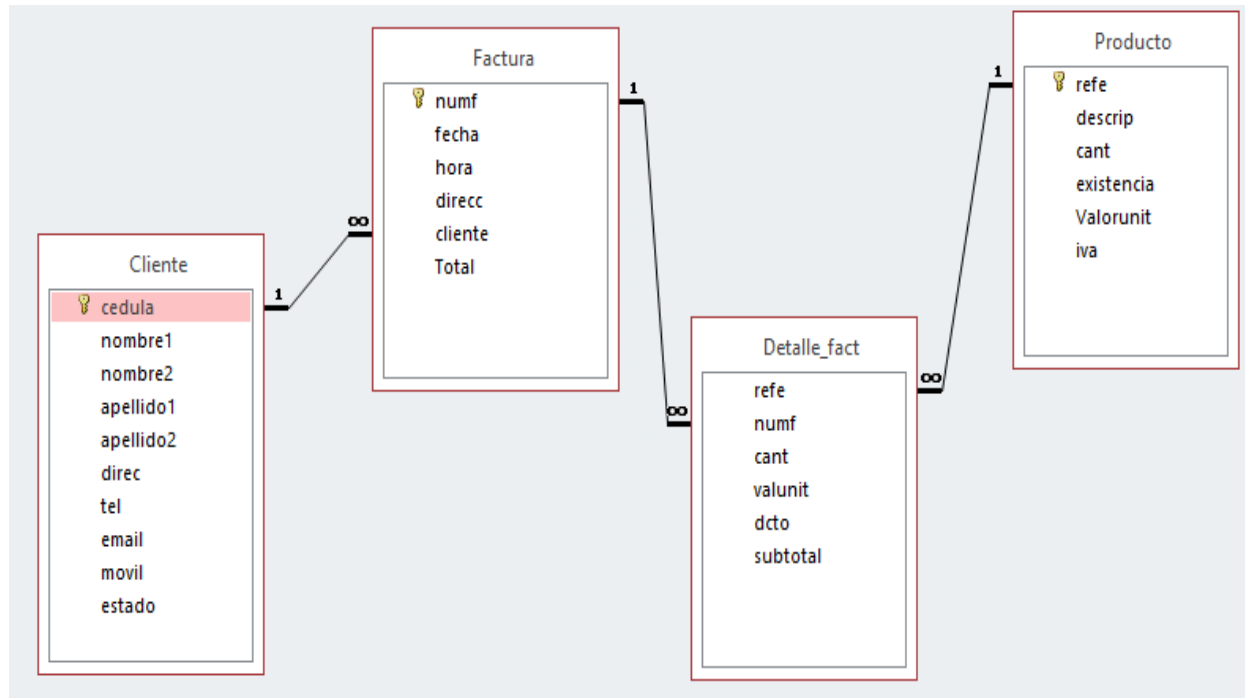 Cliente
cedula
nombre1
nombre2
apellido1
apellido2
direc
tel
email
movil
estado
1
∞
Factura
numf
fecha
hora
direcc
cliente
Total
1
∞
Detalle_fact
refe
numf
cant
valunit
dcto
subtotal
∞
1
Producto
refe
descrip
cant
existencia
Valorunit
iva